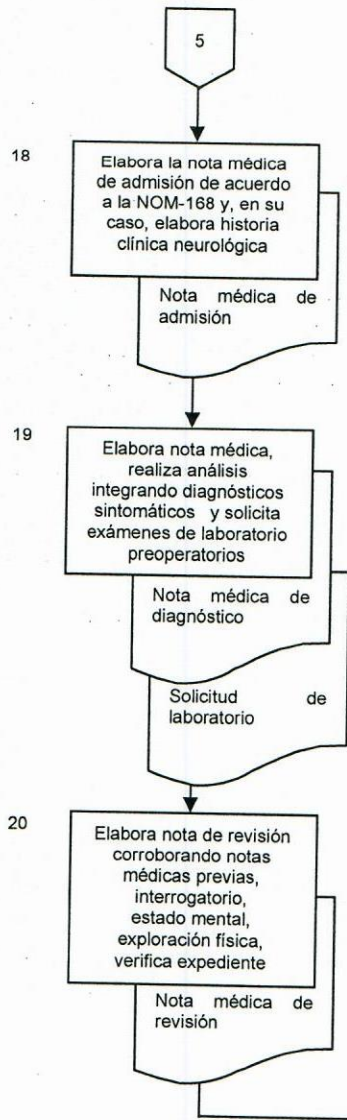 5
18
Elabora la nota médica
de admisión de acuerdo
a la NOM-168 y, en su
caso, elabora historia
clínica neurológica
Nota médica de
admisión
19
Elabora nota médica,
realiza análisis
integrando diagnósticos
sintomáticos y solicita
exámenes de laboratorio
preoperatorios
Nota médica de
diagnóstico
Solicitud de
laboratorio
20
Elabora nota de revisión
corroborando notas
médicas previas,
interrogatorio,
estado mental,
exploración física,
verifica expediente
Nota médica de
revisión